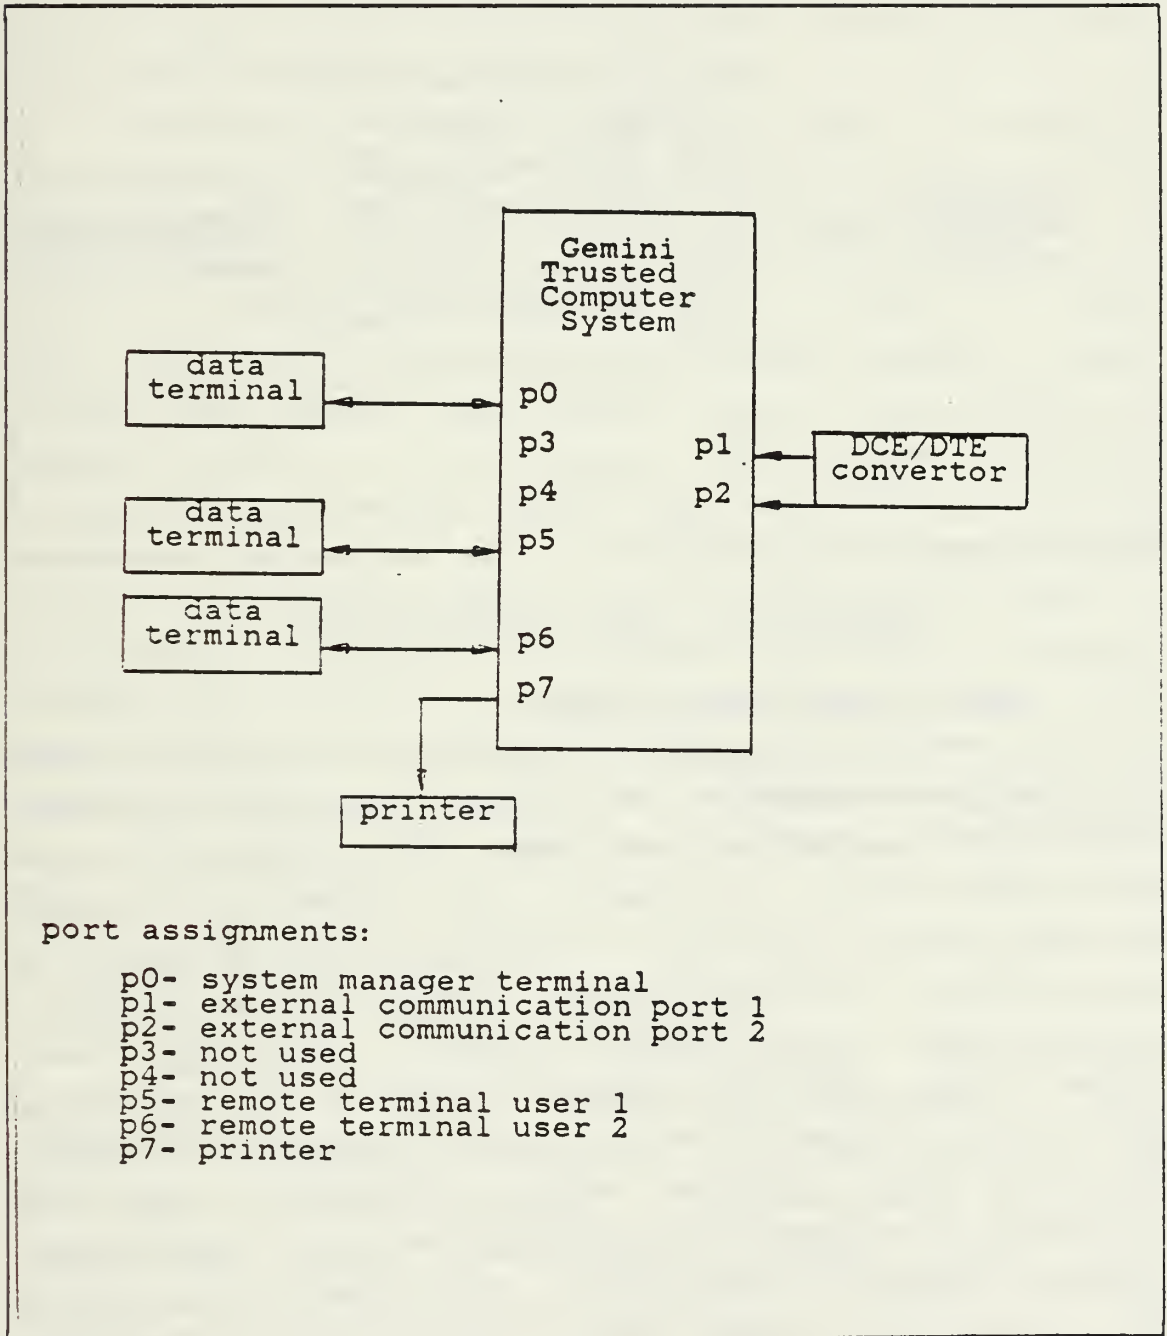 Gemini
Trusted
Computer
System
data
terminal
p0
p3
p4
p5
p6
p7
p1
p2
DCE/DTE
convertor
data
terminal
data
terminal
printer
port assignments:
p0- system manager terminal
p1- external communication port 1
p2- external communication port 2
p3- not used
p4- not used
p5- remote terminal user 1
p6- remote terminal user 2
p7- printer